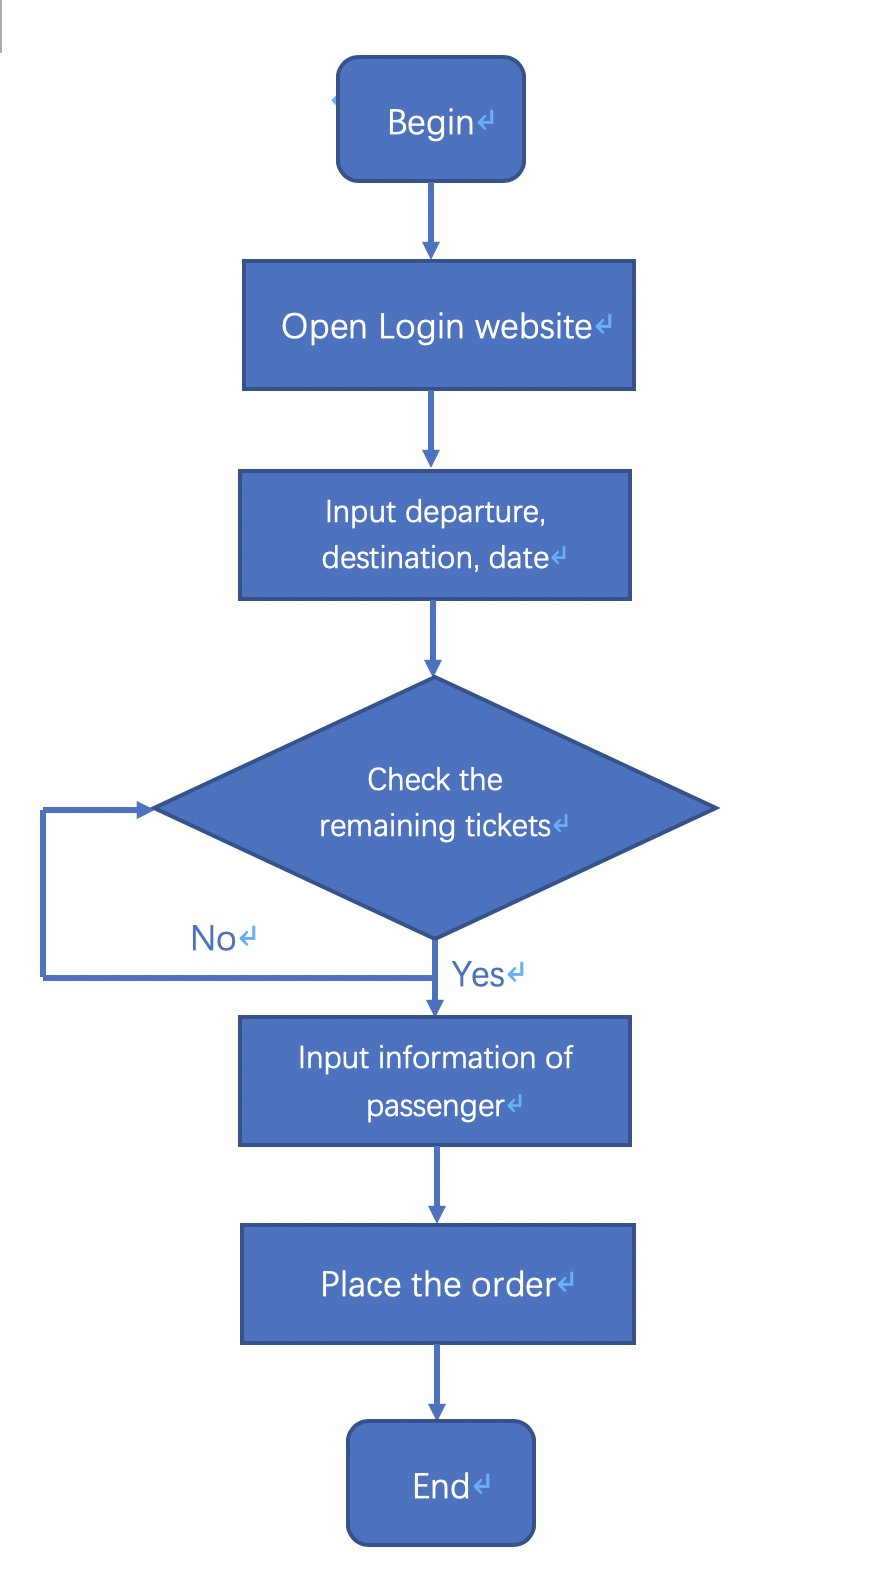 Begin
Open Login website
Input departure,
destination, date
Check the
remaining tickets
No
Yes
Input information of
passenger
Place the order
End